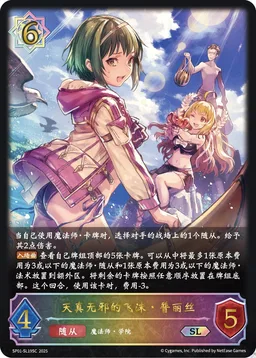 6
当自己使用魔法师·卡牌时，选择对手的战场上的1个随从。给予其2点伤害。
入场曲 查看自己牌组顶部的5张卡牌。可以从中将最多1张原本费用为3或以下的魔法师·随从和1张原本费用为3或以下的魔法师·法术放置到额外区。将剩余的卡牌按照任意顺序放置在牌组底部。这个回合，使用该卡时，费用-3。
天真无邪的飞沫·普丽丝
4
随从
魔法师·学院
SL
5
SP01-SL19SC 2025
© Cygames, Inc. Published by NetEase Games